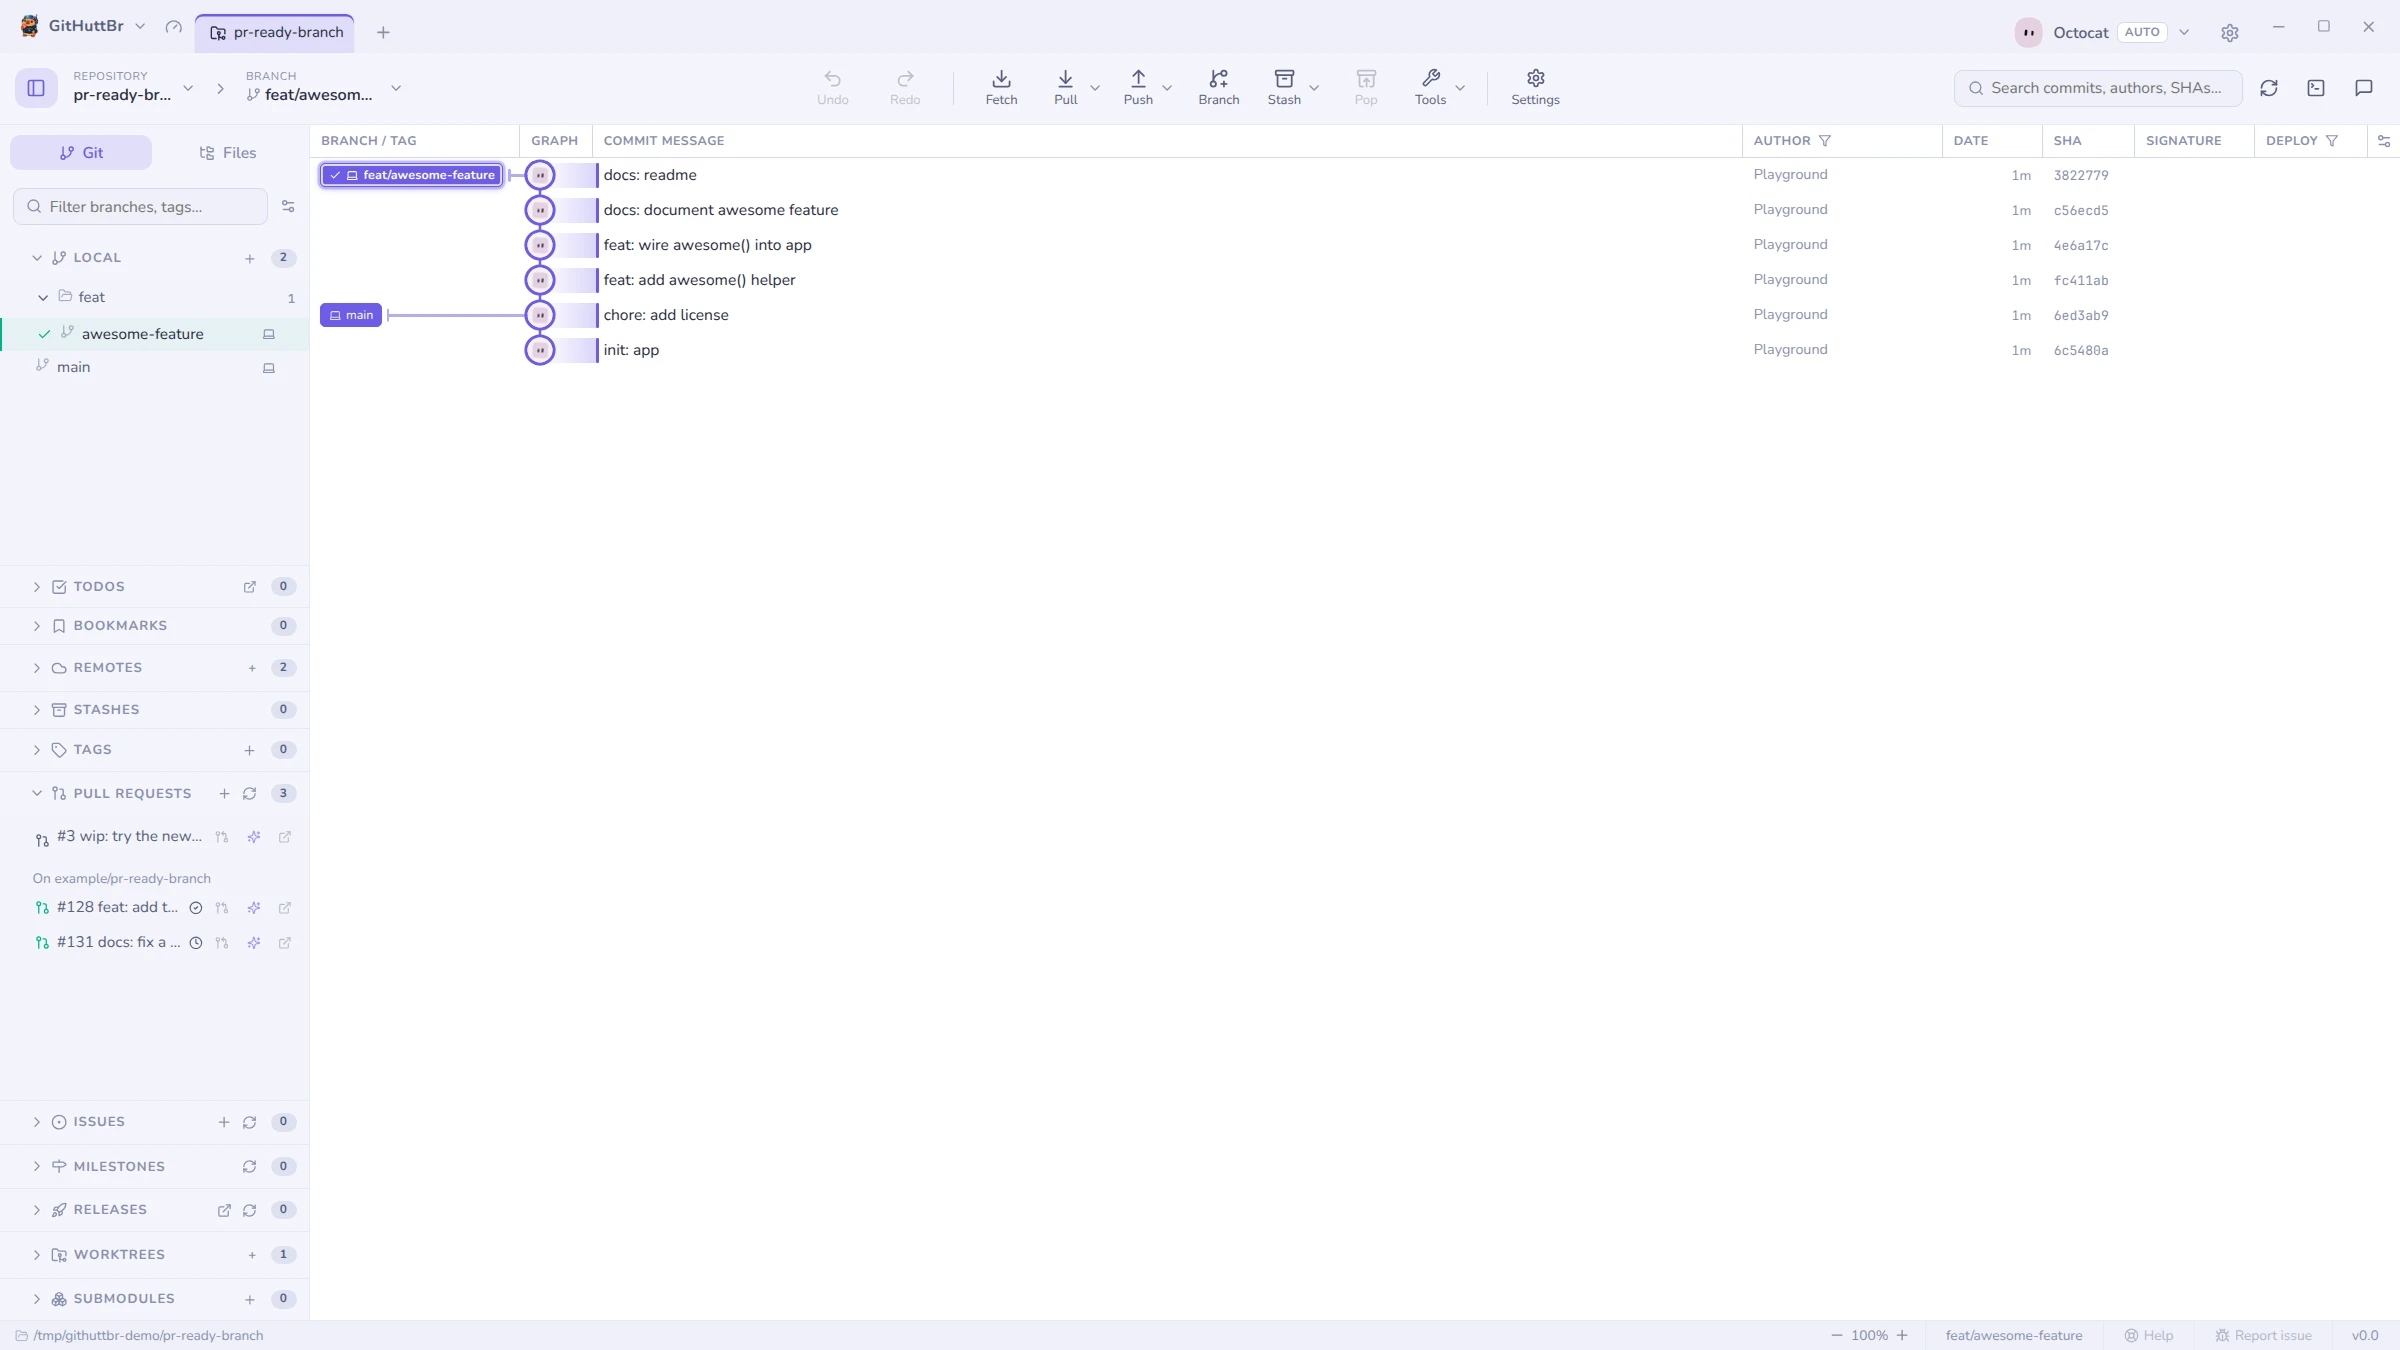 GitHuttBr
pr-ready-branch
Octocat
AUTO
REPOSITORY
pr-ready-br...
BRANCH
feat/awesom...
Undo
Redo
Fetch
Pull
Push
Branch
Stash
Pop
Tools
Settings
Search commits, authors, SHAs...
Git
Files
Filter branches, tags...
LOCAL
2
feat
1
awesome-feature
main
TODOS
0
BOOKMARKS
0
REMOTES
2
STASHES
0
TAGS
0
PULL REQUESTS
3
#3 wip: try the new...
On example/pr-ready-branch
#128 feat: add t...
#131 docs: fix a ...
ISSUES
0
MILESTONES
0
RELEASES
0
WORKTREES
1
SUBMODULES
0
BRANCH / TAG
GRAPH
COMMIT MESSAGE
AUTHOR
DATE
SHA
SIGNATURE
DEPLOY
feat/awesome-feature
docs: readme
Playground
1m
3822779
docs: document awesome feature
Playground
1m
c56ecd5
feat: wire awesome() into app
Playground
1m
4e6a17c
feat: add awesome() helper
Playground
1m
fc411ab
main
chore: add license
Playground
1m
6ed3ab9
init: app
Playground
1m
6c5480a
/tmp/githuttbr-demo/pr-ready-branch
100%
feat/awesome-feature
Help
Report issue
v0.0